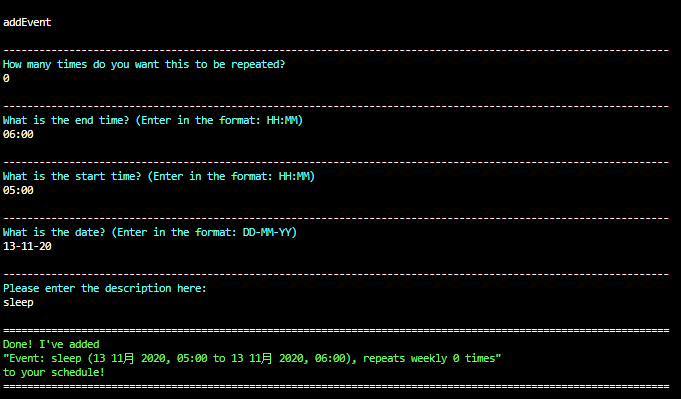 addEvent
How many times do you want this to be repeated?
0
What is the end time? (Enter in the format: HH:MM)
06:00
What is the start time? (Enter in the format: HH:MM)
05:00
What is the date? (Enter in the format: DD-MM-YY)
13-11-20
Please enter the description here:
sleep
Done! I've added
"Event: sleep (13 11月 2020, 05:00 to 13 11月 2020, 06:00), repeats weekly 0 times"
to your schedule!